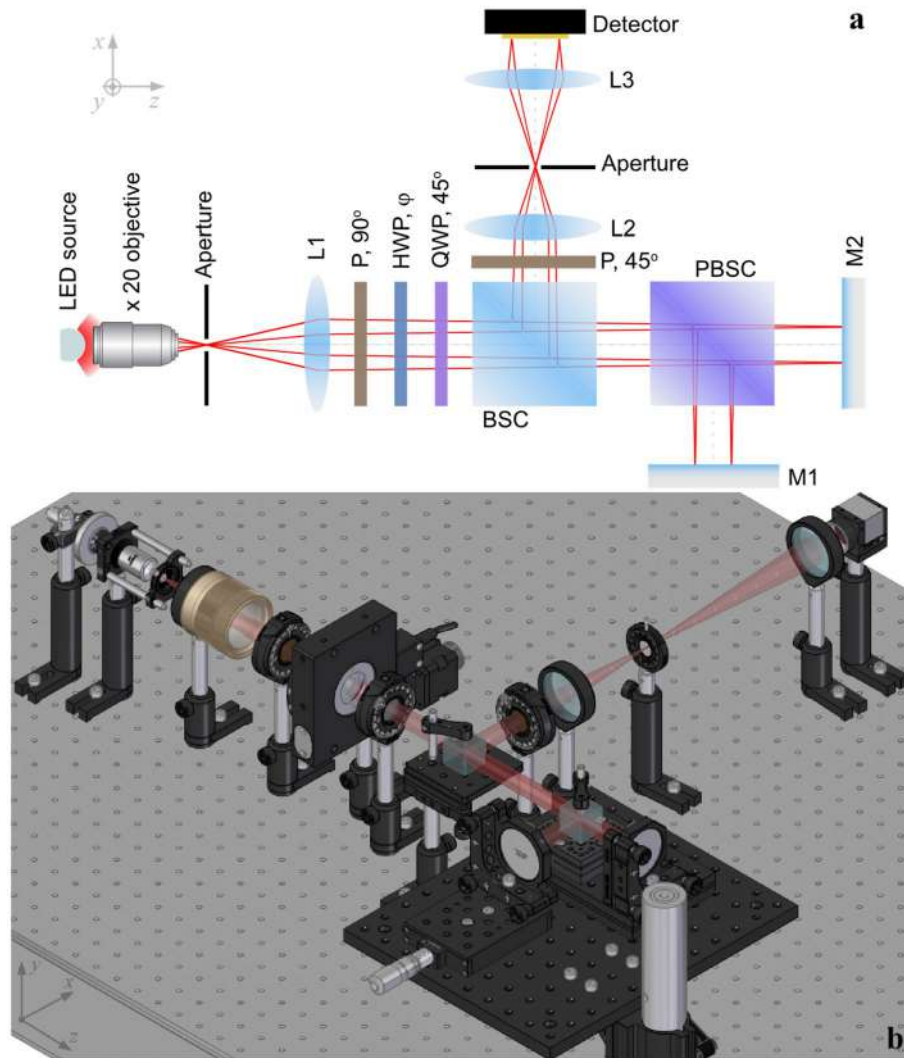 a
Detector
x
y
z
L3
Aperture
LED source
x 20 objective
Aperture
L1
P, 90°
HWP, φ
QWP, 45°
L2
P, 45°
PBSC
M2
BSC
M1
y
x
z
b